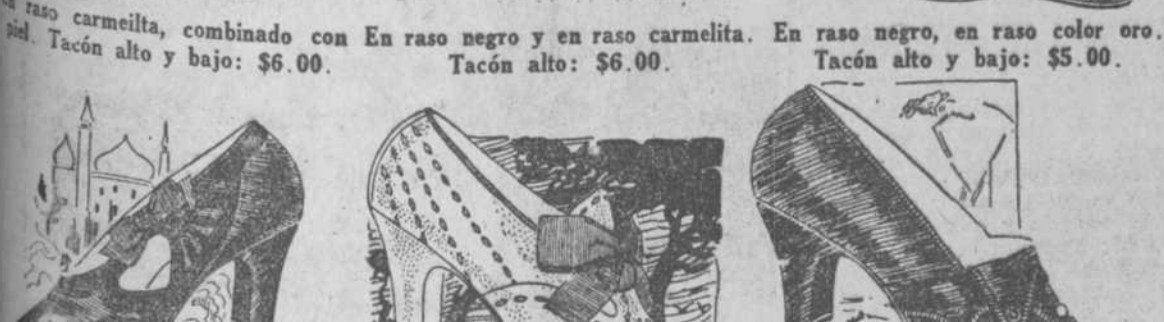 raso carmeilta, combinado con
piel. Tacón alto y bajo: $6.00.
En raso negro y en raso carmelita.
Tacón alto: $6.00.
En raso negro, en raso color oro.
Tacón alto y bajo: $5.00.